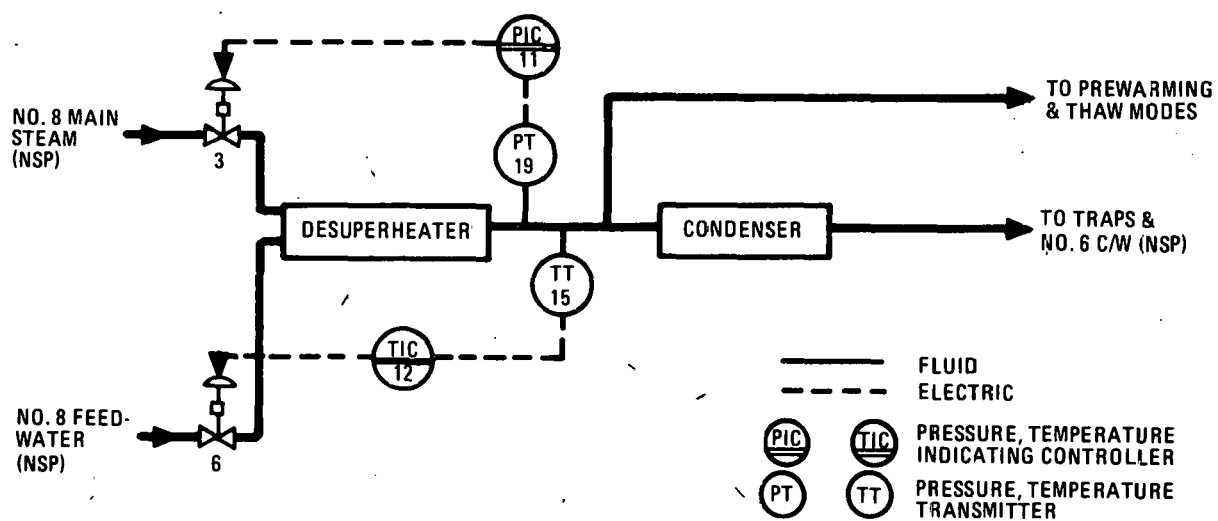 PIC
11
NO. 8 MAIN
STEAM
(NSP)
3
PT
19
TO PREWARMING
& THAW MODES
DESUPERHEATER
CONDENSER
TO TRAPS &
NO. 6 C/W (NSP)
TT
15
TIC
12
NO. 8 FEED-
WATER
(NSP)
6
FLUID
ELECTRIC
PIC TIC PRESSURE, TEMPERATURE
INDICATING CONTROLLER
PT TT PRESSURE, TEMPERATURE
TRANSMITTER